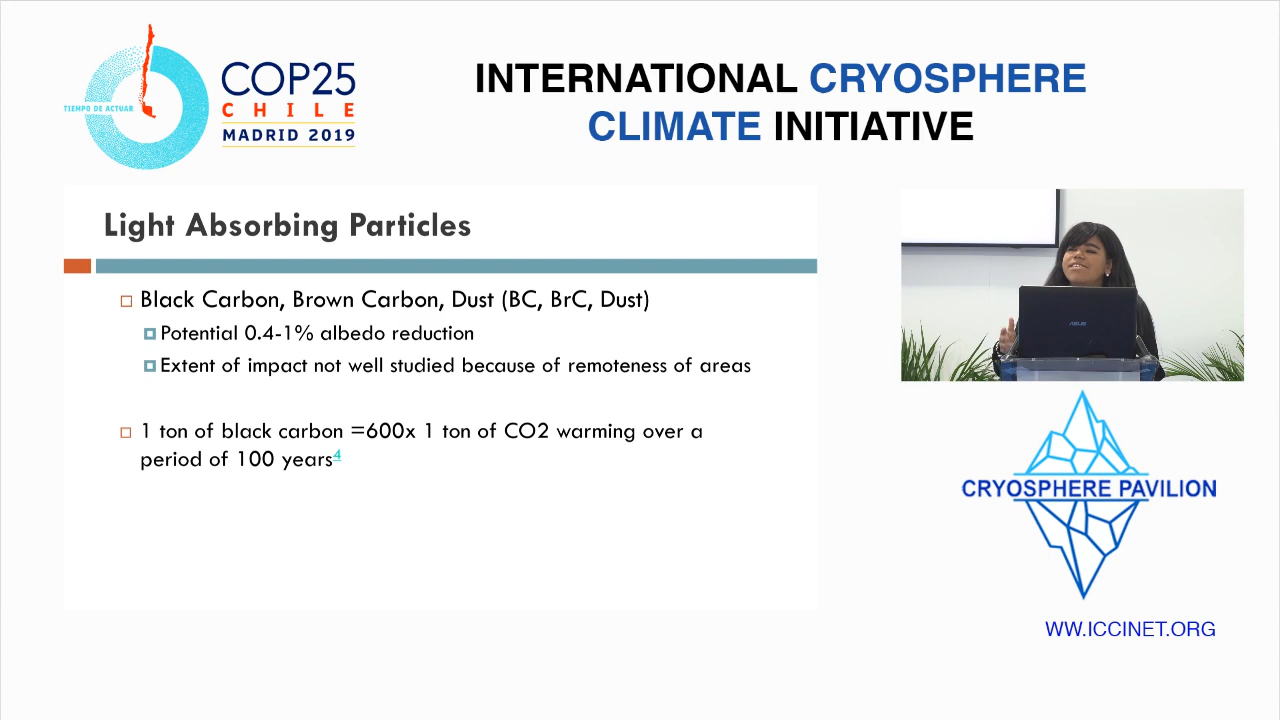 TIEMPO DE ACTUAR
COP25
CHILE
MADRID 2019
INTERNATIONAL CRYOSPHERE
CLIMATE INITIATIVE
Light Absorbing Particles
Black Carbon, Brown Carbon, Dust (BC, BrC, Dust)
Potential 0.4-1% albedo reduction
Extent of impact not well studied because of remoteness of areas
1 ton of black carbon =600x 1 ton of CO2 warming over a
period of 100 years4
ASUS
CRYOSPHERE PAVILION
WW.ICCINET.ORG